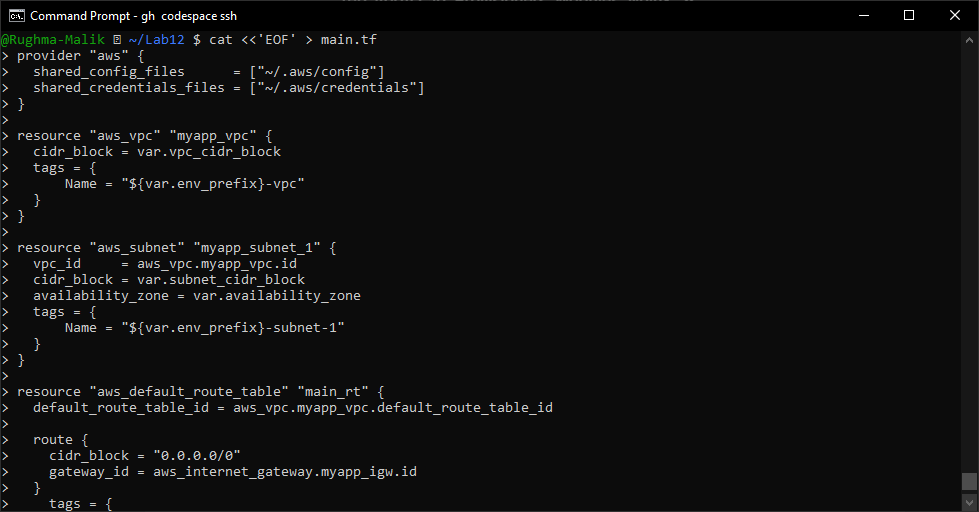 Command Prompt - gh  codespace ssh
@Rughma-Malik ~/Lab12 $ cat <<'EOF' > main.tf
> provider "aws" {
>   shared_config_files      = ["~/.aws/config"]
>   shared_credentials_files = ["~/.aws/credentials"]
> }
>
> resource "aws_vpc" "myapp_vpc" {
>   cidr_block = var.vpc_cidr_block
>   tags = {
>       Name = "${var.env_prefix}-vpc"
>   }
> }
>
> resource "aws_subnet" "myapp_subnet_1" {
>   vpc_id     = aws_vpc.myapp_vpc.id
>   cidr_block = var.subnet_cidr_block
>   availability_zone = var.availability_zone
>   tags = {
>       Name = "${var.env_prefix}-subnet-1"
>   }
> }
>
> resource "aws_default_route_table" "main_rt" {
>   default_route_table_id = aws_vpc.myapp_vpc.default_route_table_id
>
>   route {
>     cidr_block = "0.0.0.0/0"
>     gateway_id = aws_internet_gateway.myapp_igw.id
>   }
>     tags = {